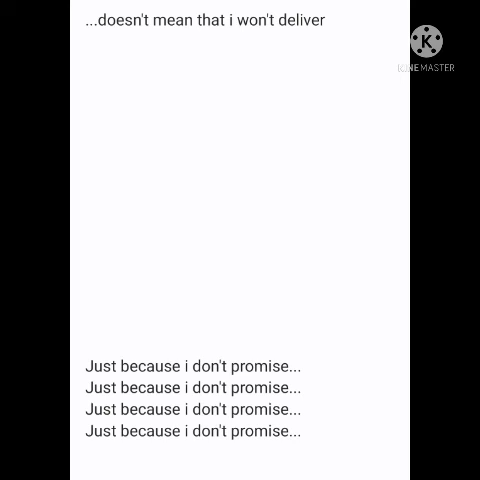 ...doesn't mean that i won't deliver
KINEMASTER
Just because i don't promise...
Just because i don't promise...
Just because i don't promise...
Just because i don't promise...